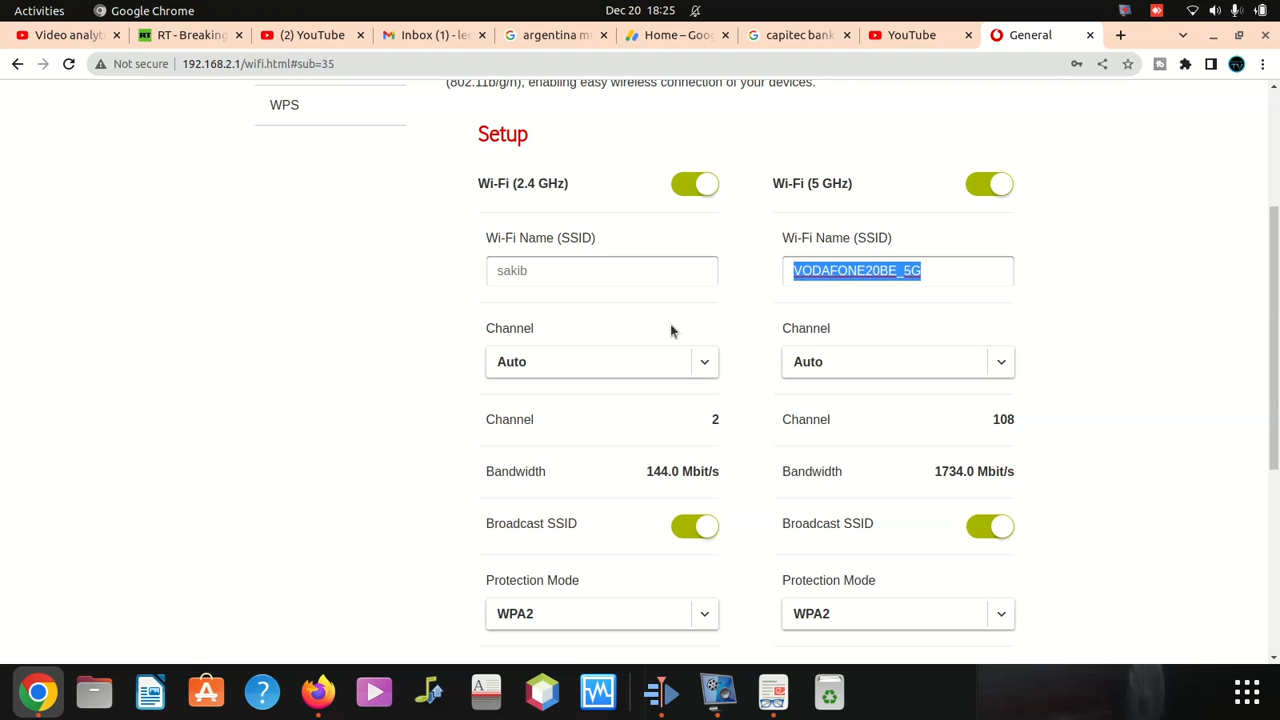 Activities Google Chrome Dec 20 18:25
Video analyti RT - Breaking (2) YouTube Inbox (1) - lee argentina mu Home – Goog capitec bank YouTube General
Not secure 192.168.2.1/wifi.html#sub=35
(802.11b/g/n), enabling easy wireless connection of your devices.
WPS
Setup
Wi-Fi (2.4 GHz) Wi-Fi (5 GHz)
Wi-Fi Name (SSID) Wi-Fi Name (SSID)
sakib VODAFONE20BE_5G
Channel Channel
Auto Auto
Channel 2 Channel 108
Bandwidth 144.0 Mbit/s Bandwidth 1734.0 Mbit/s
Broadcast SSID Broadcast SSID
Protection Mode Protection Mode
WPA2 WPA2